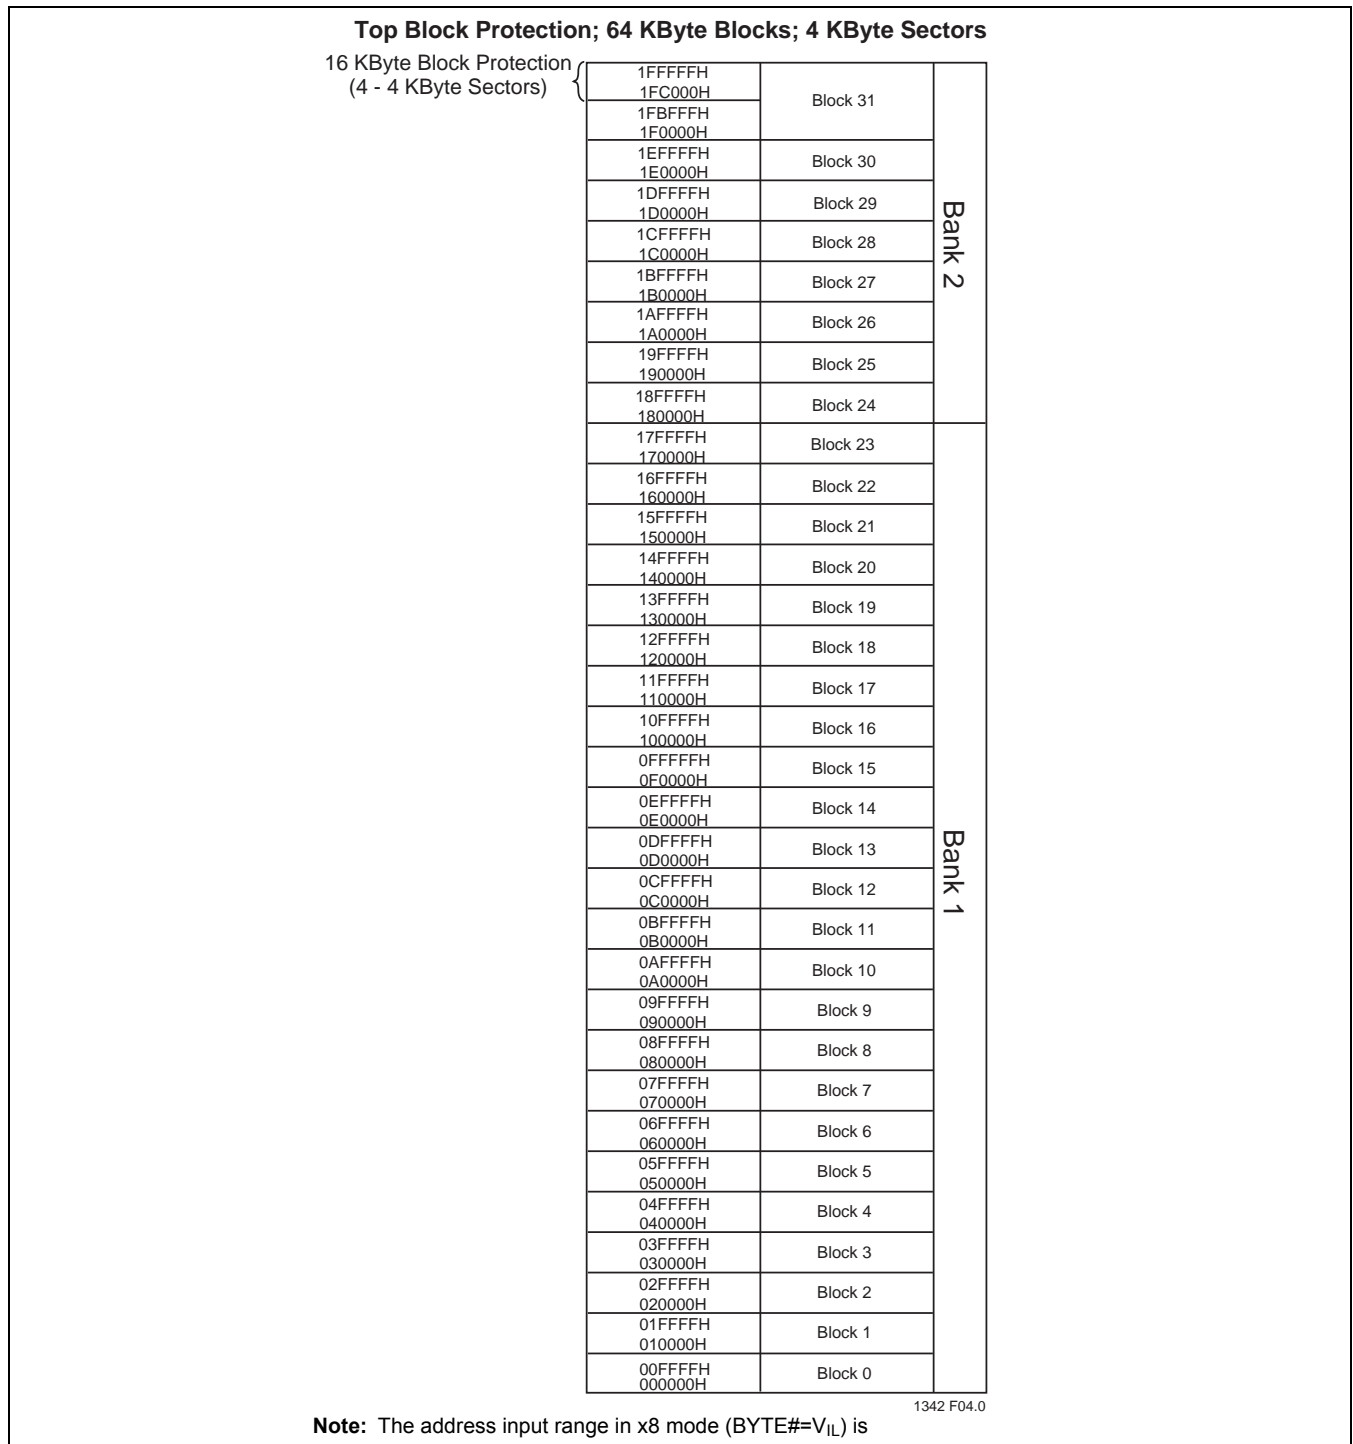 Top Block Protection; 64 KByte Blocks; 4 KByte Sectors
16 KByte Block Protection
(4 - 4 KByte Sectors)
1FFFFFH
1FC000H
1FBFFFH
1F0000H
Block 31
1EFFFFH
1E0000H
Block 30
1DFFFFH
1D0000H
Block 29
1CFFFFH
1C0000H
Block 28
1BFFFFH
1B0000H
Block 27
1AFFFFH
1A0000H
Block 26
19FFFFH
190000H
Block 25
18FFFFH
180000H
Block 24
Bank 2
17FFFFH
170000H
Block 23
16FFFFH
160000H
Block 22
15FFFFH
150000H
Block 21
14FFFFH
140000H
Block 20
13FFFFH
130000H
Block 19
12FFFFH
120000H
Block 18
11FFFFH
110000H
Block 17
10FFFFH
100000H
Block 16
0FFFFFH
0F0000H
Block 15
0EFFFFH
0E0000H
Block 14
0DFFFFH
0D0000H
Block 13
0CFFFFH
0C0000H
Block 12
0BFFFFH
0B0000H
Block 11
0AFFFFH
0A0000H
Block 10
09FFFFH
090000H
Block 9
08FFFFH
080000H
Block 8
07FFFFH
070000H
Block 7
06FFFFH
060000H
Block 6
05FFFFH
050000H
Block 5
04FFFFH
040000H
Block 4
03FFFFH
030000H
Block 3
02FFFFH
020000H
Block 2
01FFFFH
010000H
Block 1
00FFFFH
000000H
Block 0
Bank 1
1342 F04.0
Note: The address input range in x8 mode (BYTE#=VIL) is